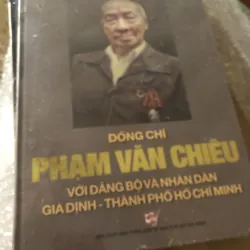 ĐỒNG CHÍ
PHẠM VĂN CHIÊU
VỚI ĐẢNG BỘ VÀ NHÂN DÂN
GIA ĐỊNH - THÀNH PHỐ HỒ CHÍ MINH